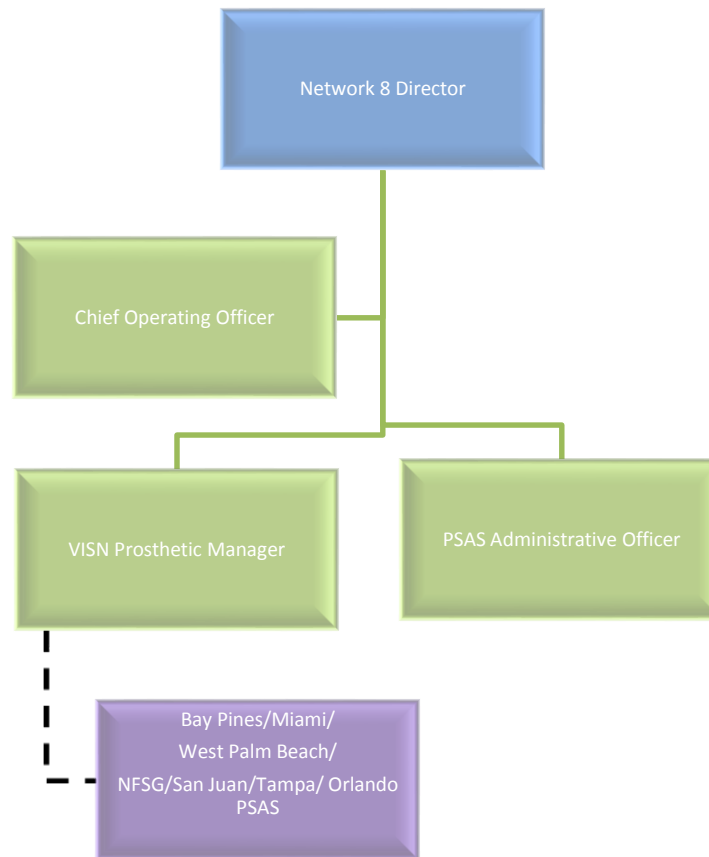 Network 8 Director
Chief Operating Officer
VISN Prosthetic Manager
PSAS Administrative Officer
Bay Pines/Miami/
West Palm Beach/
NFSG/San Juan/Tampa/ Orlando
PSAS